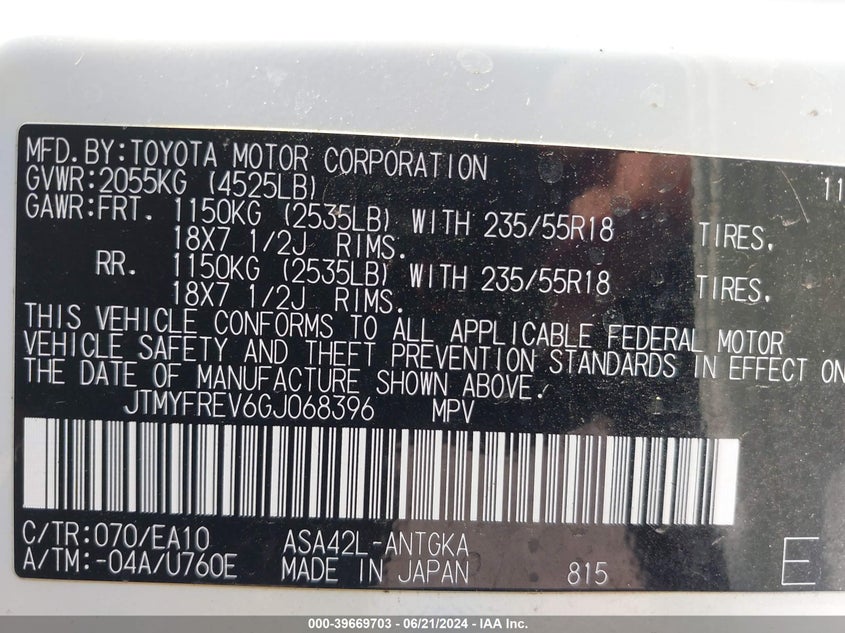 MFD.BY:TOYOTA MOTOR CORPORATION 11
GVWR:2055KG (4525LB)
GAWR:FRT. 1150KG (2535LB) WITH 235/55R18 TIRES,
18X7 1/2J RIMS.
RR. 1150KG (2535LB) WITH 235/55R18 TIRES,
18X7 1/2J RIMS.
THIS VEHICLE CONFORMS TO ALL APPLICABLE FEDERAL MOTOR
VEHICLE SAFETY AND THEFT PREVENTION STANDARDS IN EFFECT ON
THE DATE OF MANUFACTURE SHOWN ABOVE.
JTMYFREV6GJ068396 MPV
C/TR:070/EA10 ASA42L-ANTGKA
A/TM:-04A/U760E MADE IN JAPAN 815 E
000-39669703 - 06/21/2024 - IAA Inc.